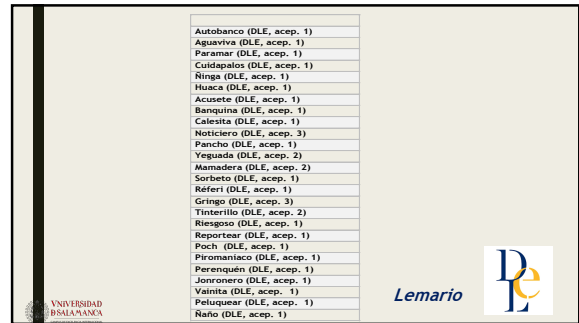 Autobanco (DLE, acep. 1)
Aguaviva (DLE, acep. 1)
Paramar (DLE, acep. 1)
Cuidapalos (DLE, acep. 1)
Ñinga (DLE, acep. 1)
Huaca (DLE, acep. 1)
Acusete (DLE, acep. 1)
Banquina (DLE, acep. 1)
Calesita (DLE, acep. 1)
Noticiero (DLE, acep. 3)
Pancho (DLE, acep. 1)
Yeguada (DLE, acep. 2)
Mamadera (DLE, acep. 2)
Sorbeto (DLE, acep. 1)
Réferi (DLE, acep. 1)
Gringo (DLE, acep. 3)
Tinterillo (DLE, acep. 2)
Riesgoso (DLE, acep. 1)
Reportear (DLE, acep. 1)
Poch (DLE, acep. 1)
Piromaniaco (DLE, acep. 1)
Perenquén (DLE, acep. 1)
Jonronero (DLE, acep. 1)
Vainita (DLE, acep. 1)
Peluquear (DLE, acep. 1)
Ñaño (DLE, acep. 1)
Lemario
DLE
VNiVERSiDAD
D SALAMANCA